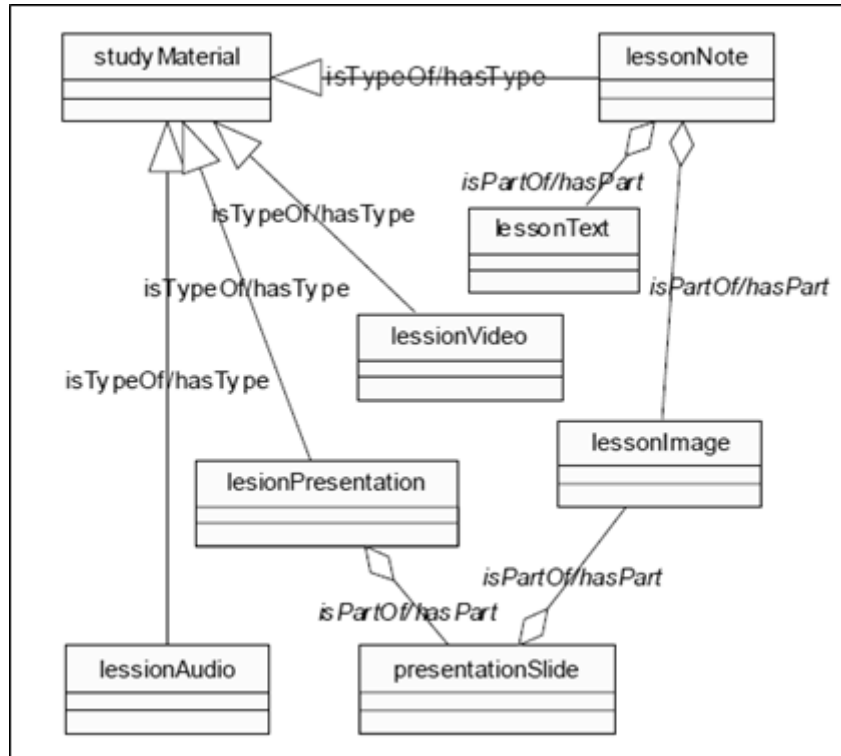 studyMaterial
lessonNote
isTypeOf/hasType
isPartOf/hasPart
isTypeOf/hasType
lessonText
isTypeOf/hasType
isPartOf/hasPart
lessionVideo
isTypeOf/hasType
lessonImage
lesionPresentation
isPartOf/hasPart
isPartOf/hasPart
lessionAudio
presentationSlide